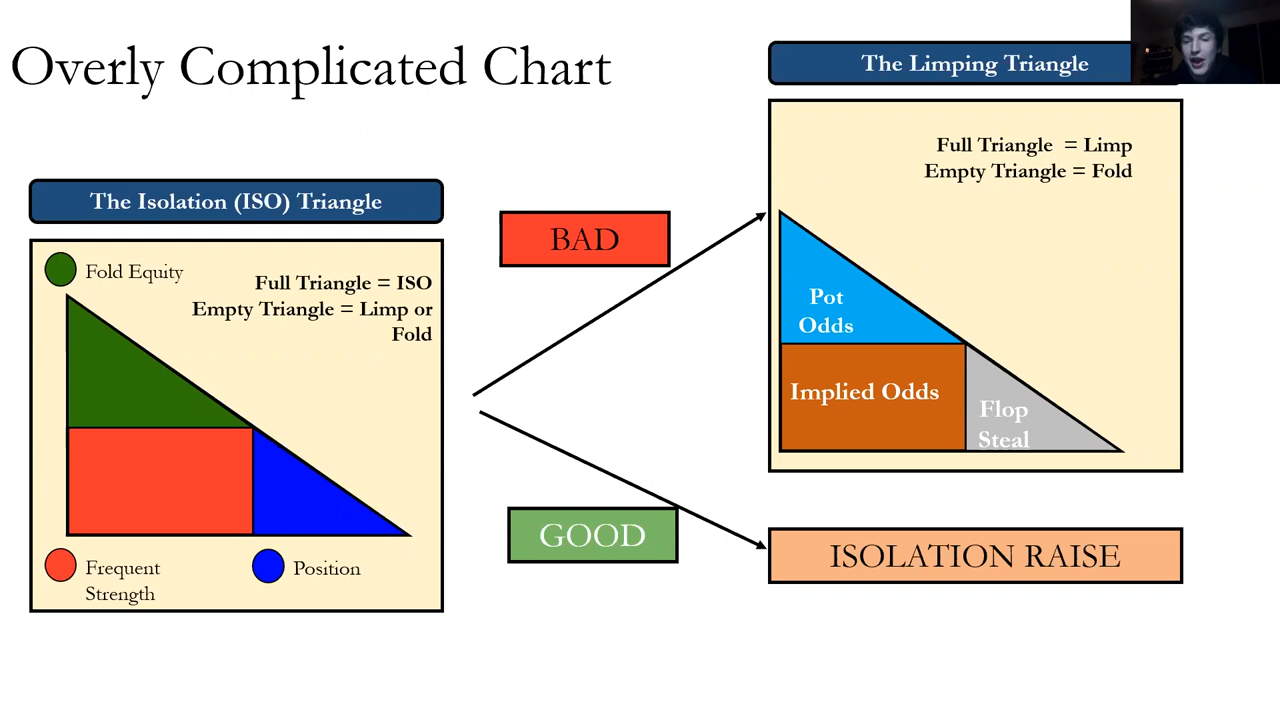 Overly Complicated Chart
The Isolation (ISO) Triangle
Fold Equity
Full Triangle = ISO
Empty Triangle = Limp or
Fold
Frequent
Strength
Position
BAD
GOOD
The Limping Triangle
Full Triangle = Limp
Empty Triangle = Fold
Pot
Odds
Implied Odds
Flop
Steal
ISOLATION RAISE